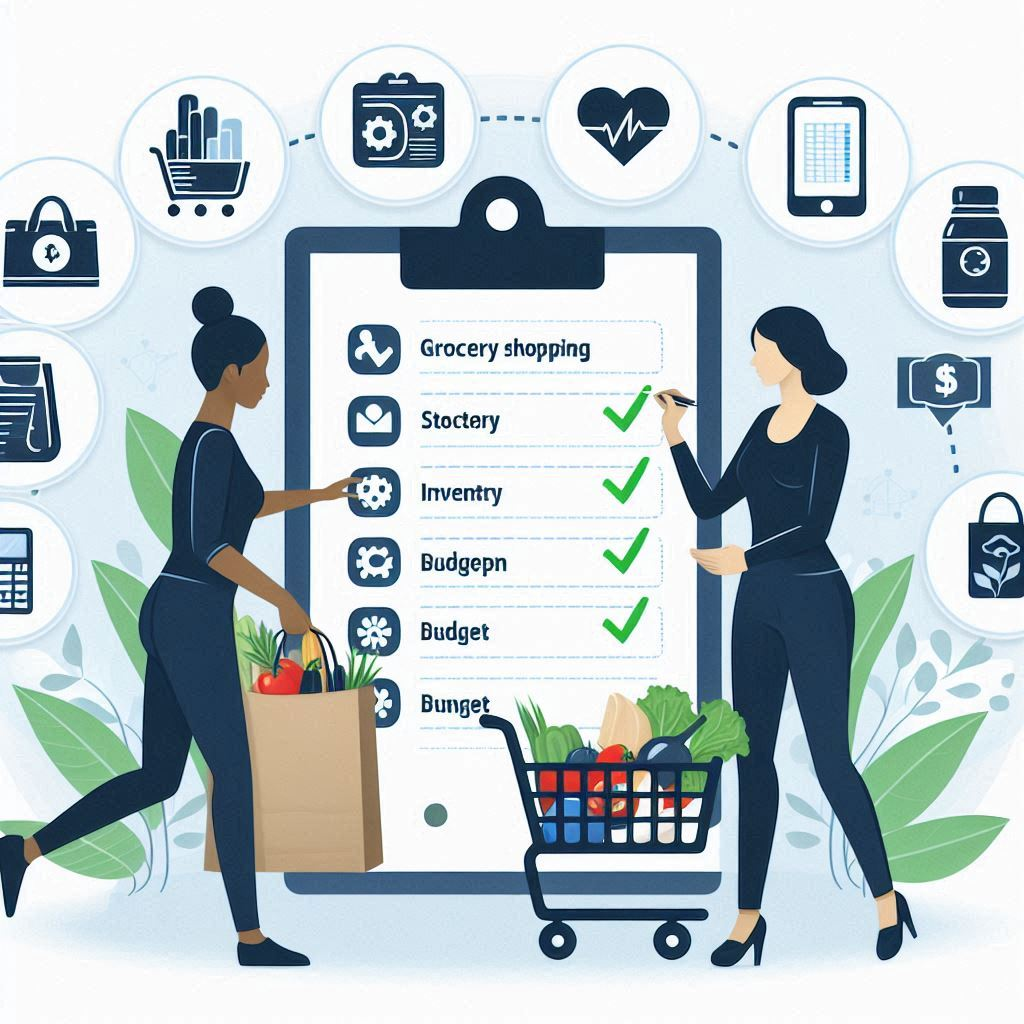 Grocery shopping
Stoctery
Inventry
Budgepn
Budget
Bunget
$